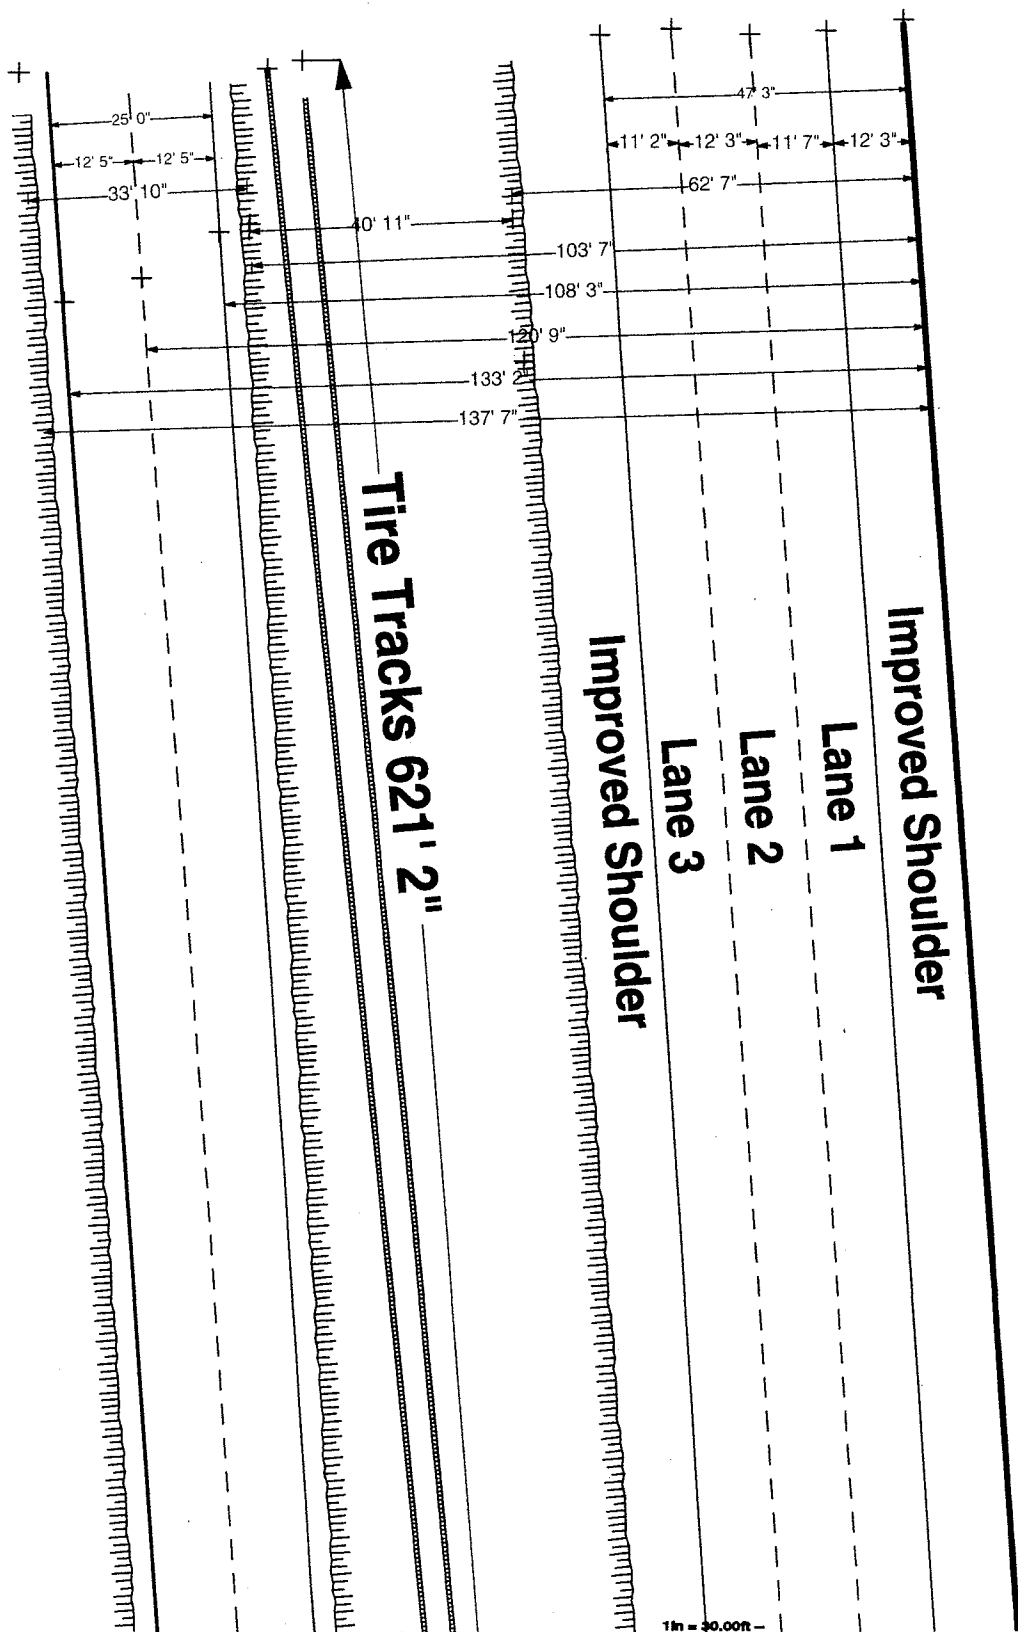 47' 3"
25' 0"
11' 2" 12' 3" 11' 7" 12' 3"
12' 5" 12' 5"
62' 7"
33' 10"
40' 11"
103' 7"
108' 3"
120' 9"
133' 2"
137' 7"
Tire Tracks 621' 2"
Improved Shoulder
Lane 3
Lane 2
Lane 1
Improved Shoulder
1in = 30.00ft